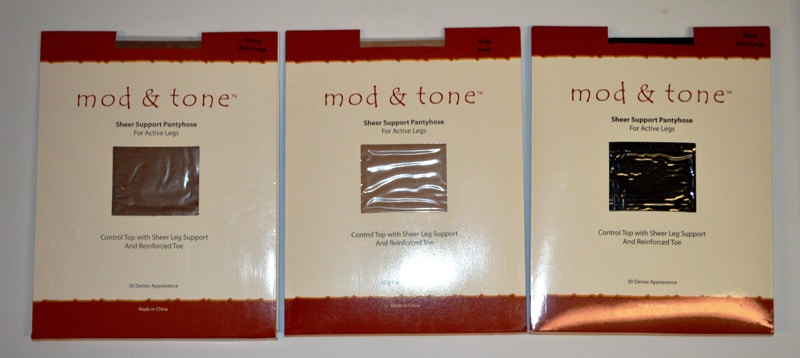 mod & tone™
Sheer Support Pantyhose
For Active Legs
Control Top with Sheer Leg Support
And Reinforced Toe
30 Denier Appearance
Made in China
mod & tone™
Sheer Support Pantyhose
For Active Legs
Control Top with Sheer Leg Support
And Reinforced Toe
Made in China
mod & tone™
Sheer Support Pantyhose
For Active Legs
Control Top with Sheer Leg Support
And Reinforced Toe
30 Denier Appearance